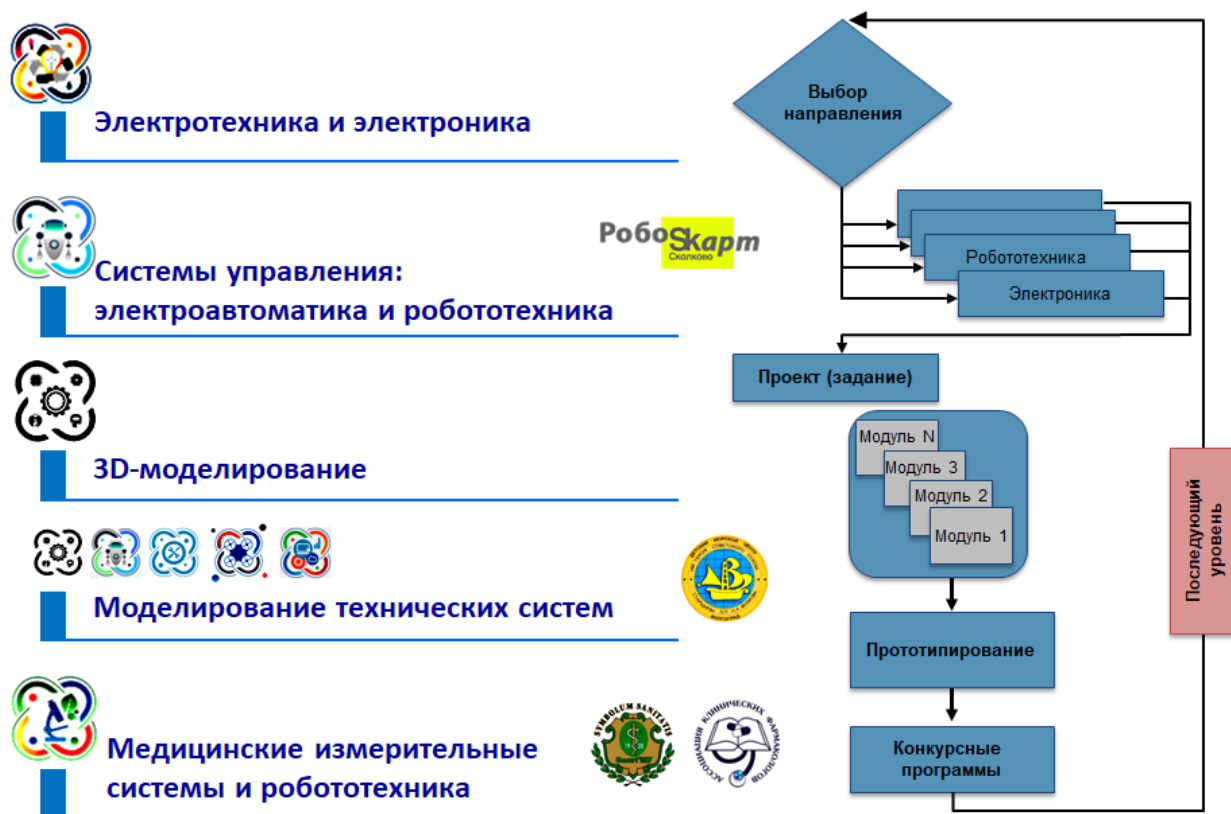 Электротехника и электроника
РобоSkарт
Сколково
Системы управления:
электроавтоматика и робототехника
3D-моделирование
Моделирование технических систем
ВОЛГОГРАД
SYMBOLUM SANITATIS
АССОЦИАЦИЯ КЛИНИЧЕСКИХ ФАРМАКОЛОГОВ
Медицинские измерительные
системы и робототехника
Выбор
направления
Робототехника
Электроника
Проект (задание)
Модуль N
Модуль 3
Модуль 2
Модуль 1
Прототипирование
Конкурсные
программы
Последующий
уровень